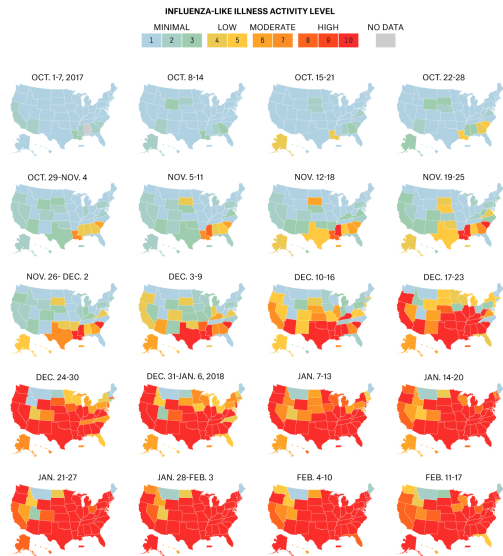 INFLUENZA-LIKE ILLNESS ACTIVITY LEVEL
MINIMAL LOW MODERATE HIGH NO DATA
1 2 3 4 5 6 7 8 9 10
OCT. 1-7, 2017 OCT. 8-14 OCT. 15-21 OCT. 22-28
OCT. 29-NOV. 4 NOV. 5-11 NOV. 12-18 NOV. 19-25
NOV. 26- DEC. 2 DEC. 3-9 DEC. 10-16 DEC. 17-23
DEC. 24-30 DEC. 31-JAN. 6, 2018 JAN. 7-13 JAN. 14-20
JAN. 21-27 JAN. 28-FEB. 3 FEB. 4-10 FEB. 11-17